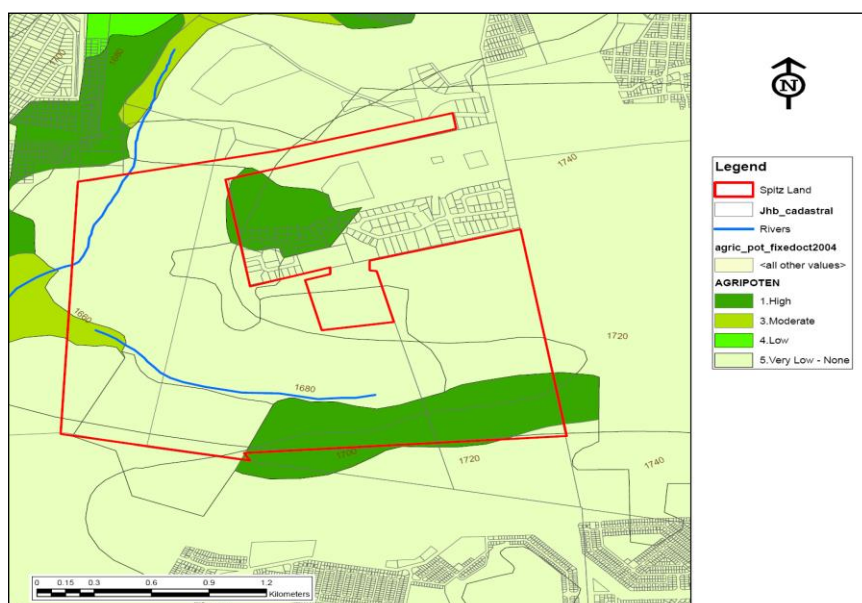 1700
1680
1740
N
Legend
Spitz Land
Jhb_cadastral
Rivers
agric_pot_fixedoct2004
<all other values>
AGRIPOTEN
1.High
3.Moderate
4.Low
5.Very Low - None
1660
1720
1680
1700
1720
1740
0 0.15 0.3 0.6 0.9 1.2
Kilometers